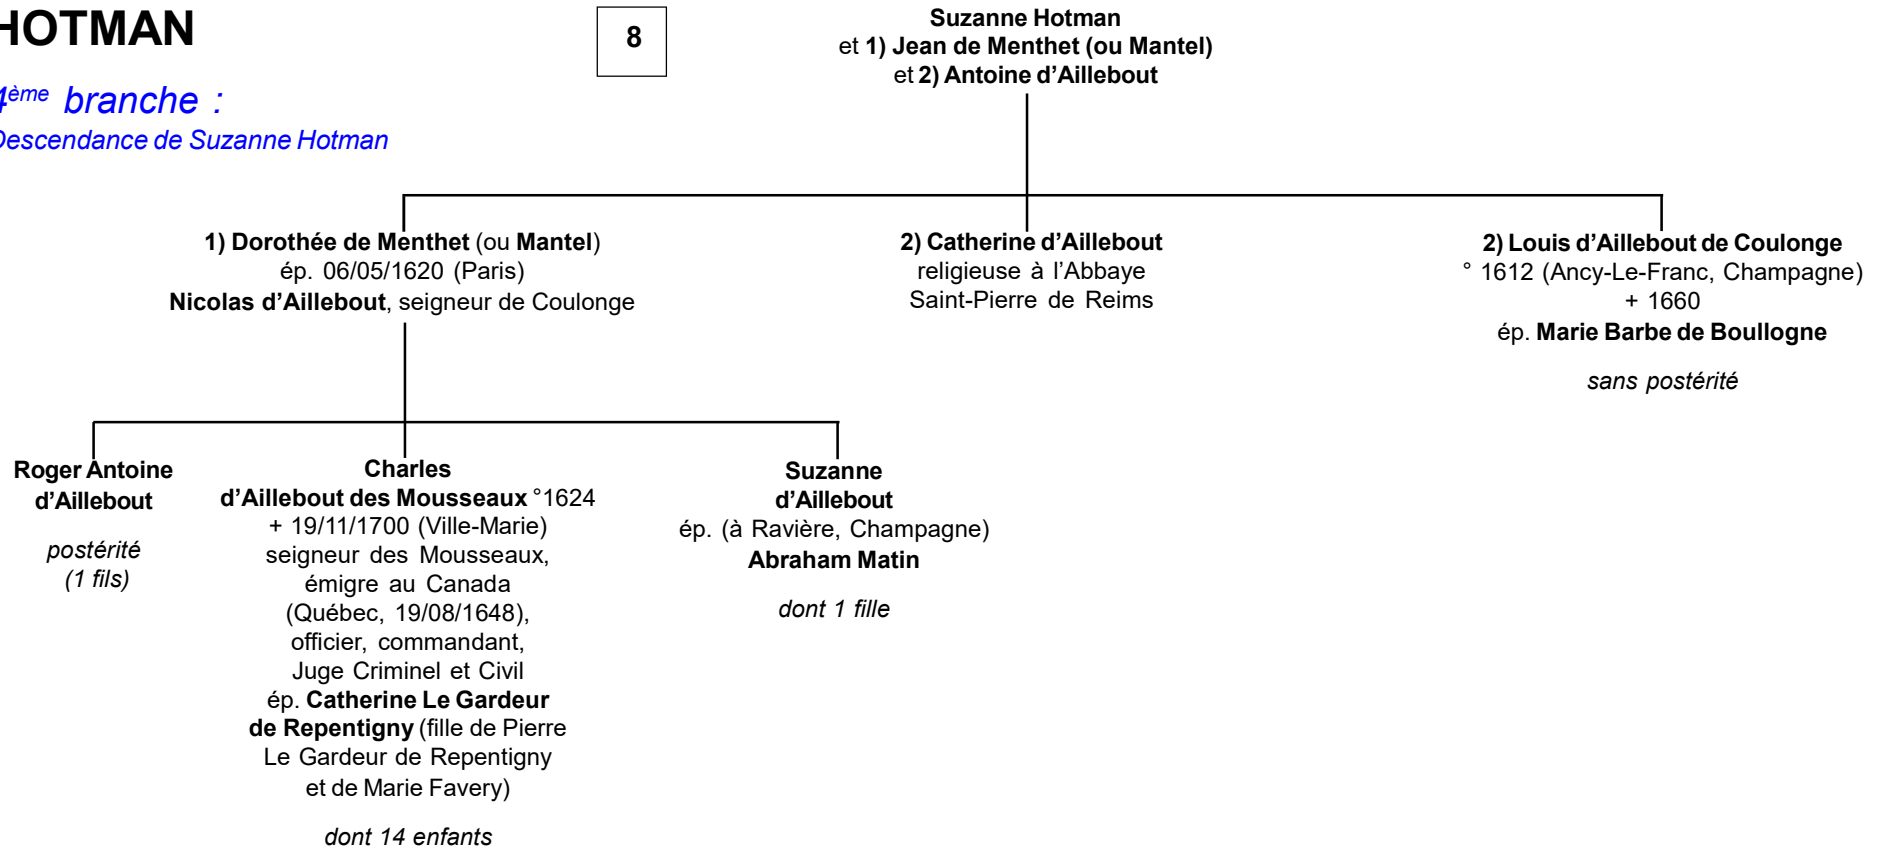 HOTMAN
4ème branche :
Descendance de Suzanne Hotman
8
Suzanne Hotman
et 1) Jean de Menthet (ou Mantel)
et 2) Antoine d’Aillebout
1) Dorothée de Menthet (ou Mantel)
ép. 06/05/1620 (Paris)
Nicolas d’Aillebout, seigneur de Coulonge
2) Catherine d’Aillebout
religieuse à l’Abbaye
Saint-Pierre de Reims
2) Louis d’Aillebout de Coulonge
° 1612 (Ancy-Le-Franc, Champagne)
+ 1660
ép. Marie Barbe de Boullogne
sans postérité
Roger Antoine
d’Aillebout
postérité
(1 fils)
Charles
d’Aillebout des Mousseaux °1624
+ 19/11/1700 (Ville-Marie)
seigneur des Mousseaux,
émigre au Canada
(Québec, 19/08/1648),
officier, commandant,
Juge Criminel et Civil
ép. Catherine Le Gardeur
de Repentigny (fille de Pierre
Le Gardeur de Repentigny
et de Marie Favery)
dont 14 enfants
Suzanne
d’Aillebout
ép. (à Ravière, Champagne)
Abraham Matin
dont 1 fille